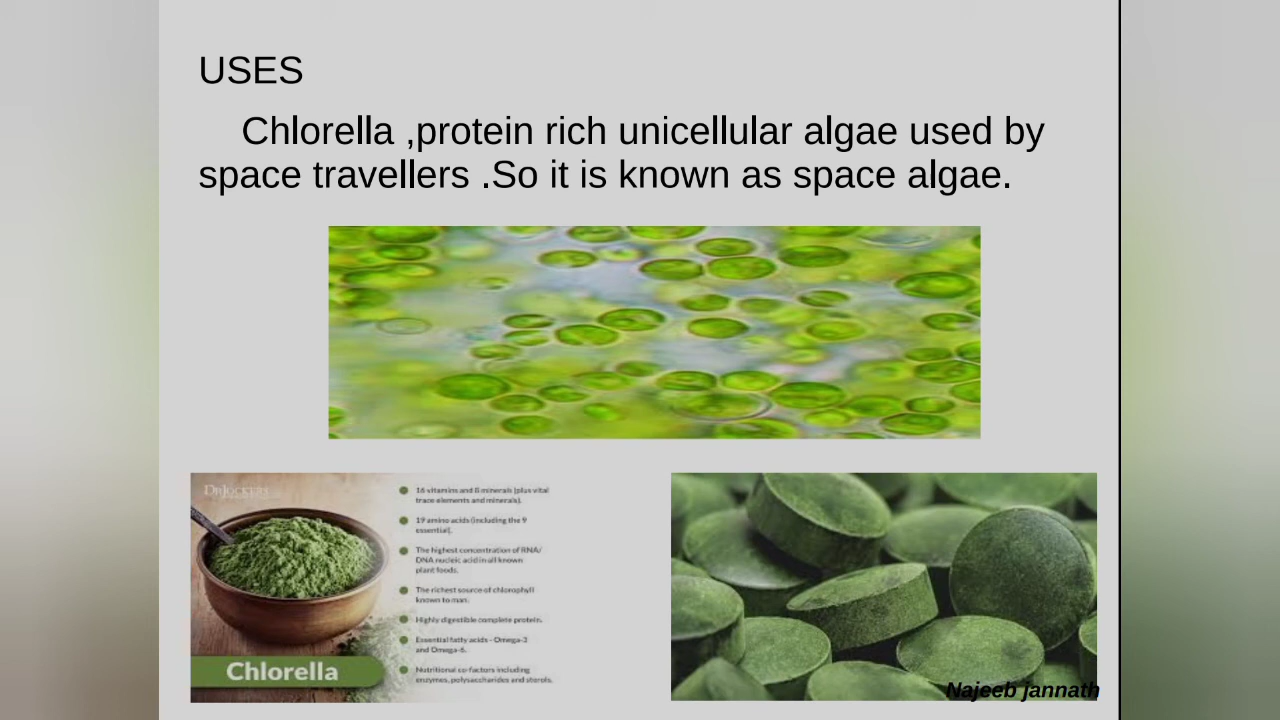 USES
Chlorella ,protein rich unicellular algae used by
space travellers .So it is known as space algae.
DrJockers
16 vitamins and 8 minerals (plus vital
trace elements and minerals).
19 amino acids (including the 9
essential).
The highest concentration of RNA/
DNA nucleic acid in all known
plant foods.
The richest source of chlorophyll
known to man.
Highly digestible complete protein.
Essential fatty acids - Omega-3
and Omega-6.
Nutritional co-factors including
enzymes, polysaccharides and sterols.
Chlorella
Najeeb jannath